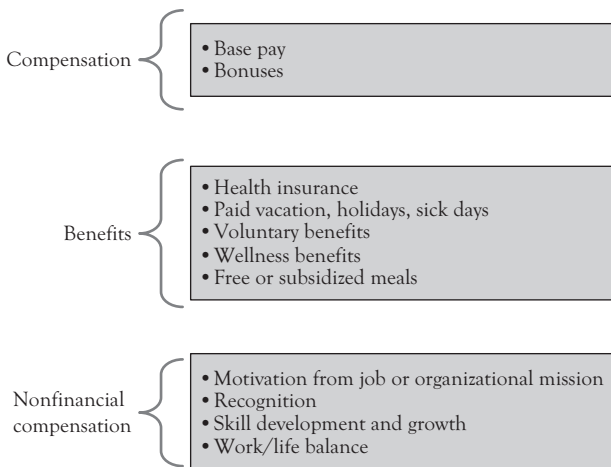 Compensation
• Base pay
• Bonuses
Benefits
• Health insurance
• Paid vacation, holidays, sick days
• Voluntary benefits
• Wellness benefits
• Free or subsidized meals
Nonfinancial
compensation
• Motivation from job or organizational mission
• Recognition
• Skill development and growth
• Work/life balance